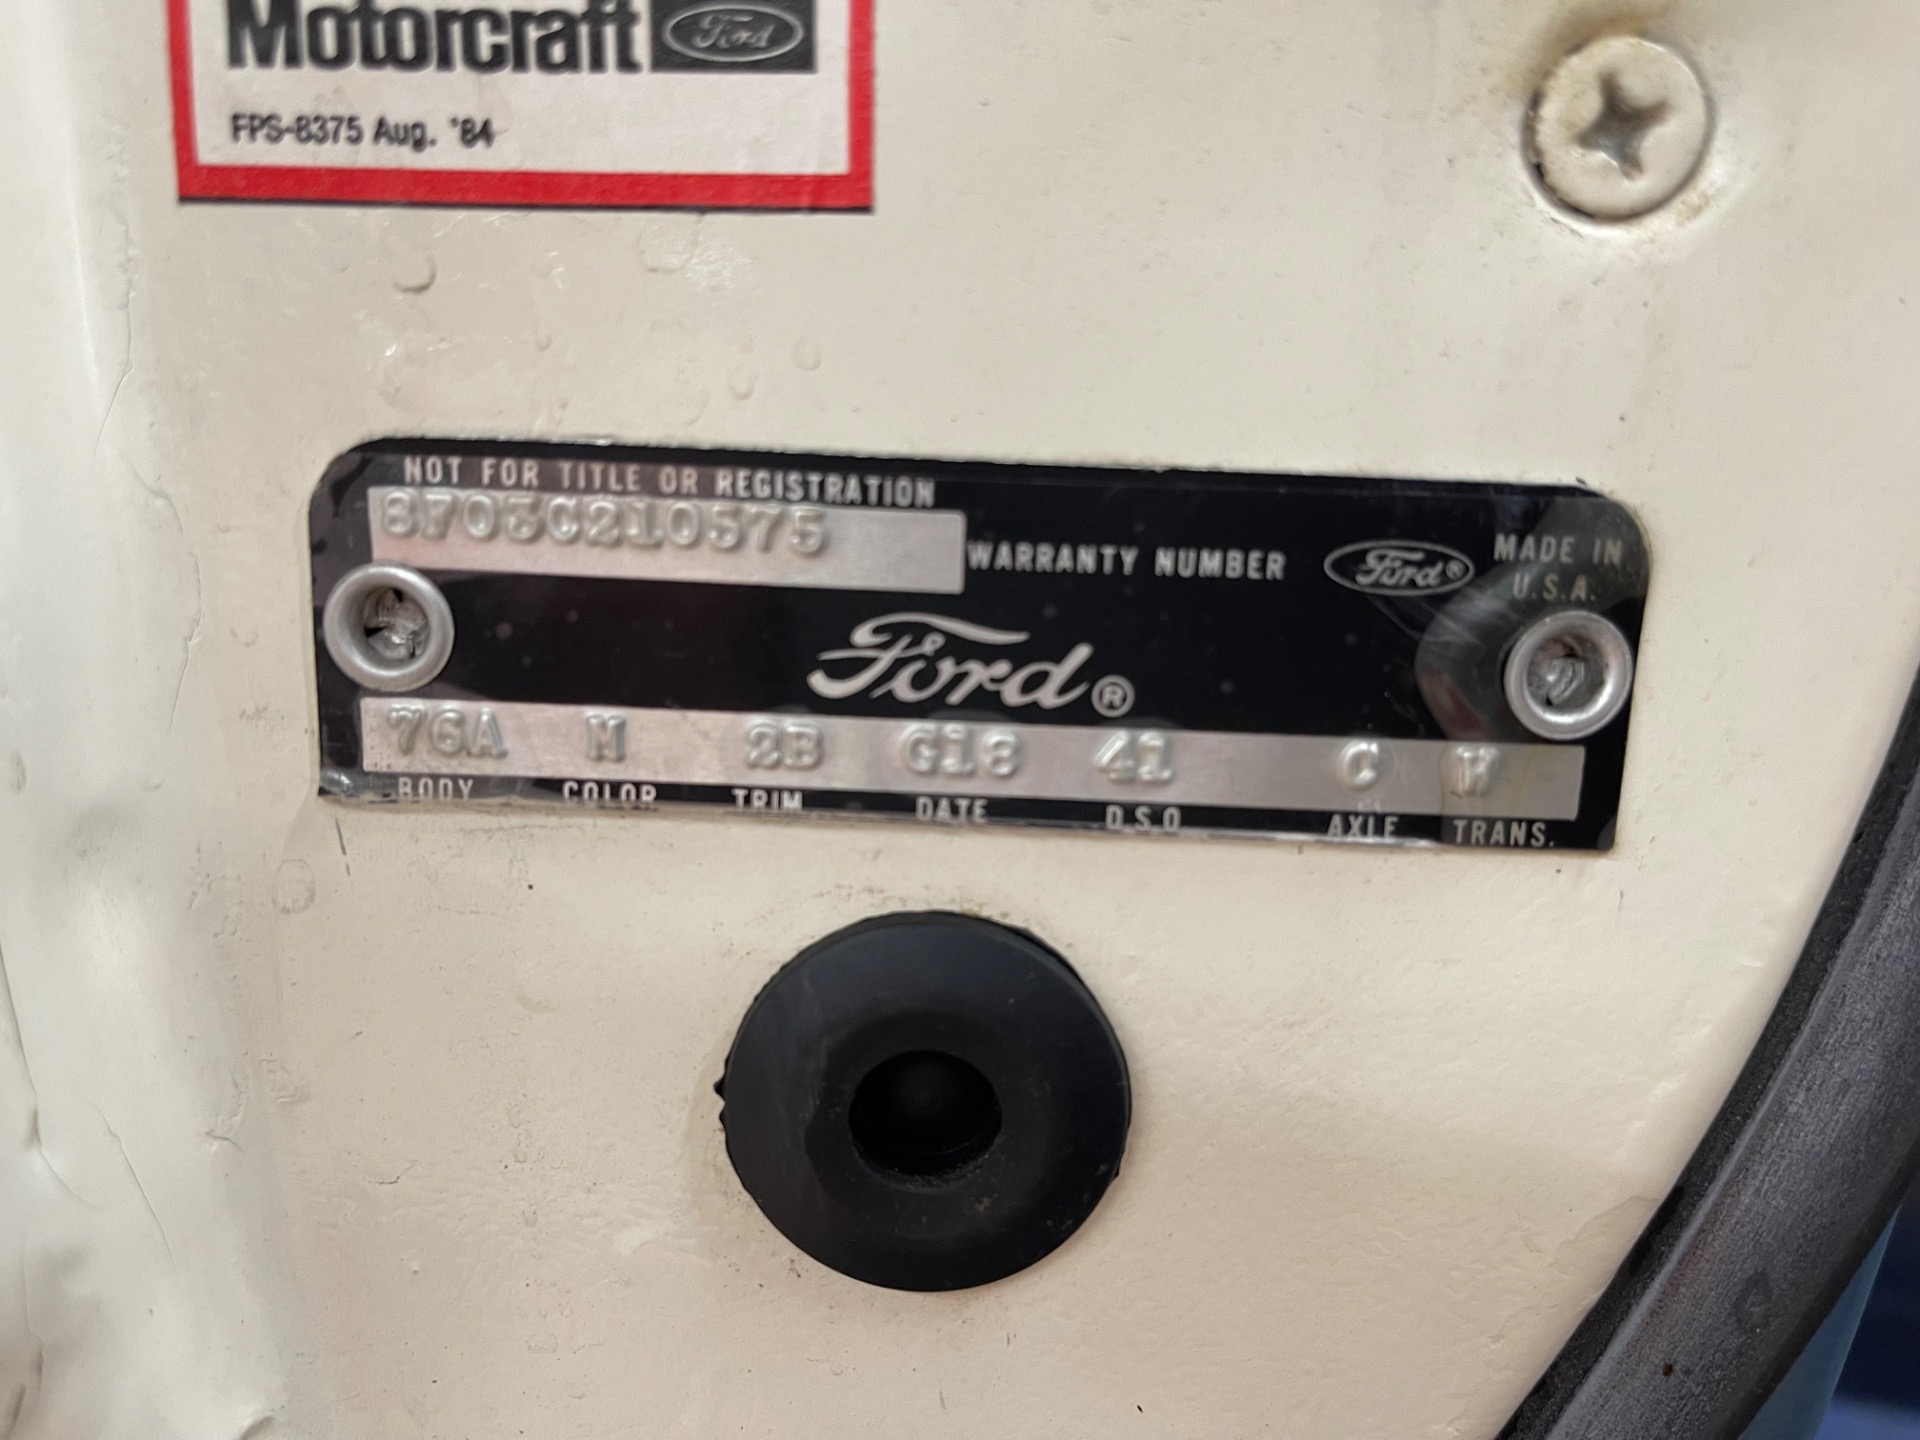 Motorcraft Ford
FPS-8375 Aug. '84
NOT FOR TITLE OR REGISTRATION
8F03C210575
WARRANTY NUMBER
Ford®
MADE IN
U.S.A.
Ford®
76A M 2B G18 41 C W
BODY COLOR TRIM DATE D.S.O AXLE TRANS.